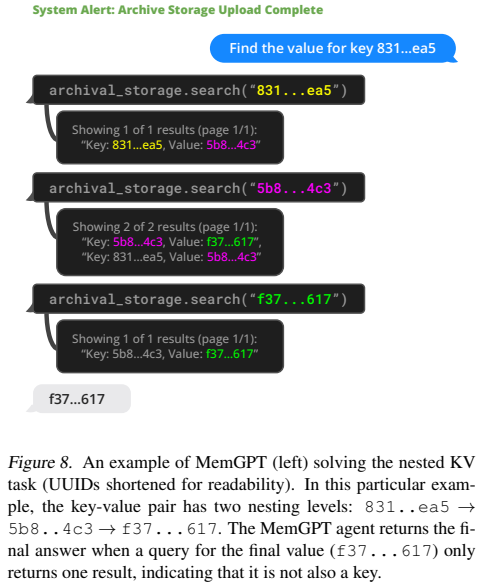 System Alert: Archive Storage Upload Complete
Find the value for key 831...ea5
archival_storage.search("831...ea5")
Showing 1 of 1 results (page 1/1):
"Key: 831...ea5, Value: 5b8...4c3"
archival_storage.search("5b8...4c3")
Showing 2 of 2 results (page 1/1):
"Key: 5b8...4c3, Value: f37...617",
"Key: 831...ea5, Value: 5b8...4c3"
archival_storage.search("f37...617")
Showing 1 of 1 results (page 1/1):
"Key: 5b8...4c3, Value: f37...617"
f37...617
Figure 8. An example of MemGPT (left) solving the nested KV
task (UUIDs shortened for readability). In this particular exam-
ple, the key-value pair has two nesting levels: 831..ea5 →
5b8..4c3 → f37...617. The MemGPT agent returns the fi-
nal answer when a query for the final value (f37...617) only
returns one result, indicating that it is not also a key.